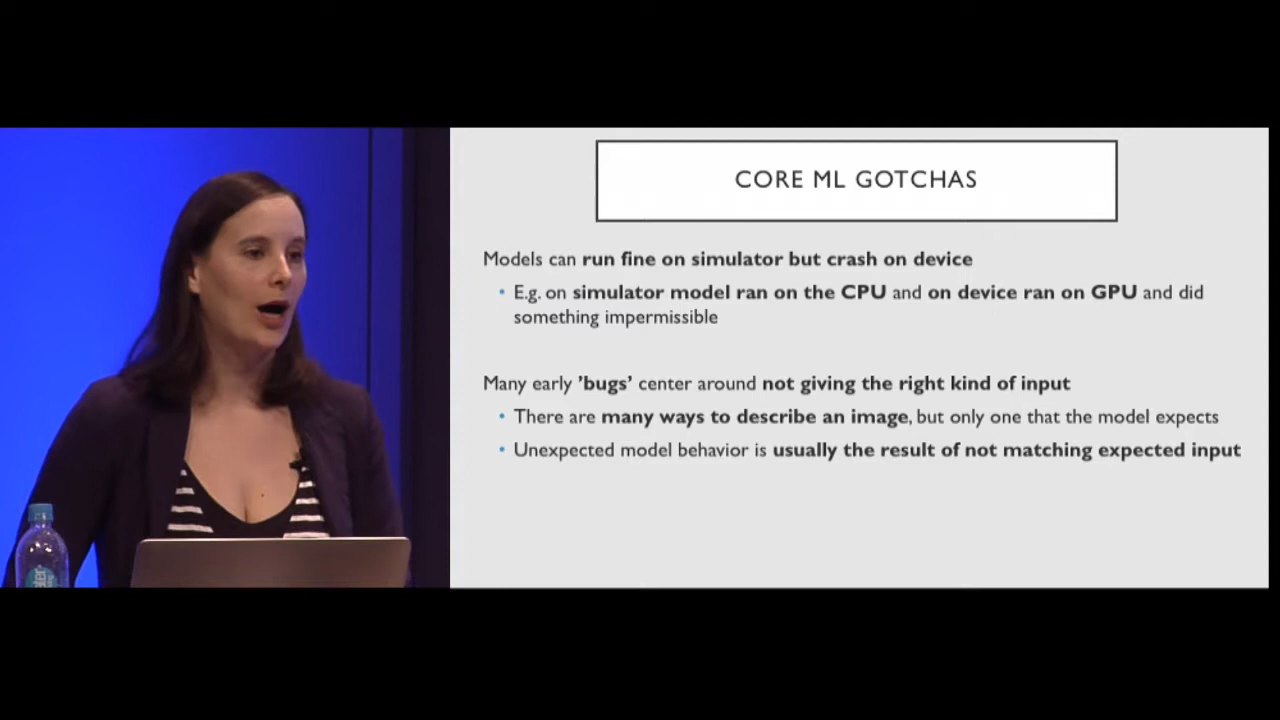 CORE ML GOTCHAS
Models can run fine on simulator but crash on device
• E.g. on simulator model ran on the CPU and on device ran on GPU and did
something impermissible
Many early ’bugs’ center around not giving the right kind of input
• There are many ways to describe an image, but only one that the model expects
• Unexpected model behavior is usually the result of not matching expected input